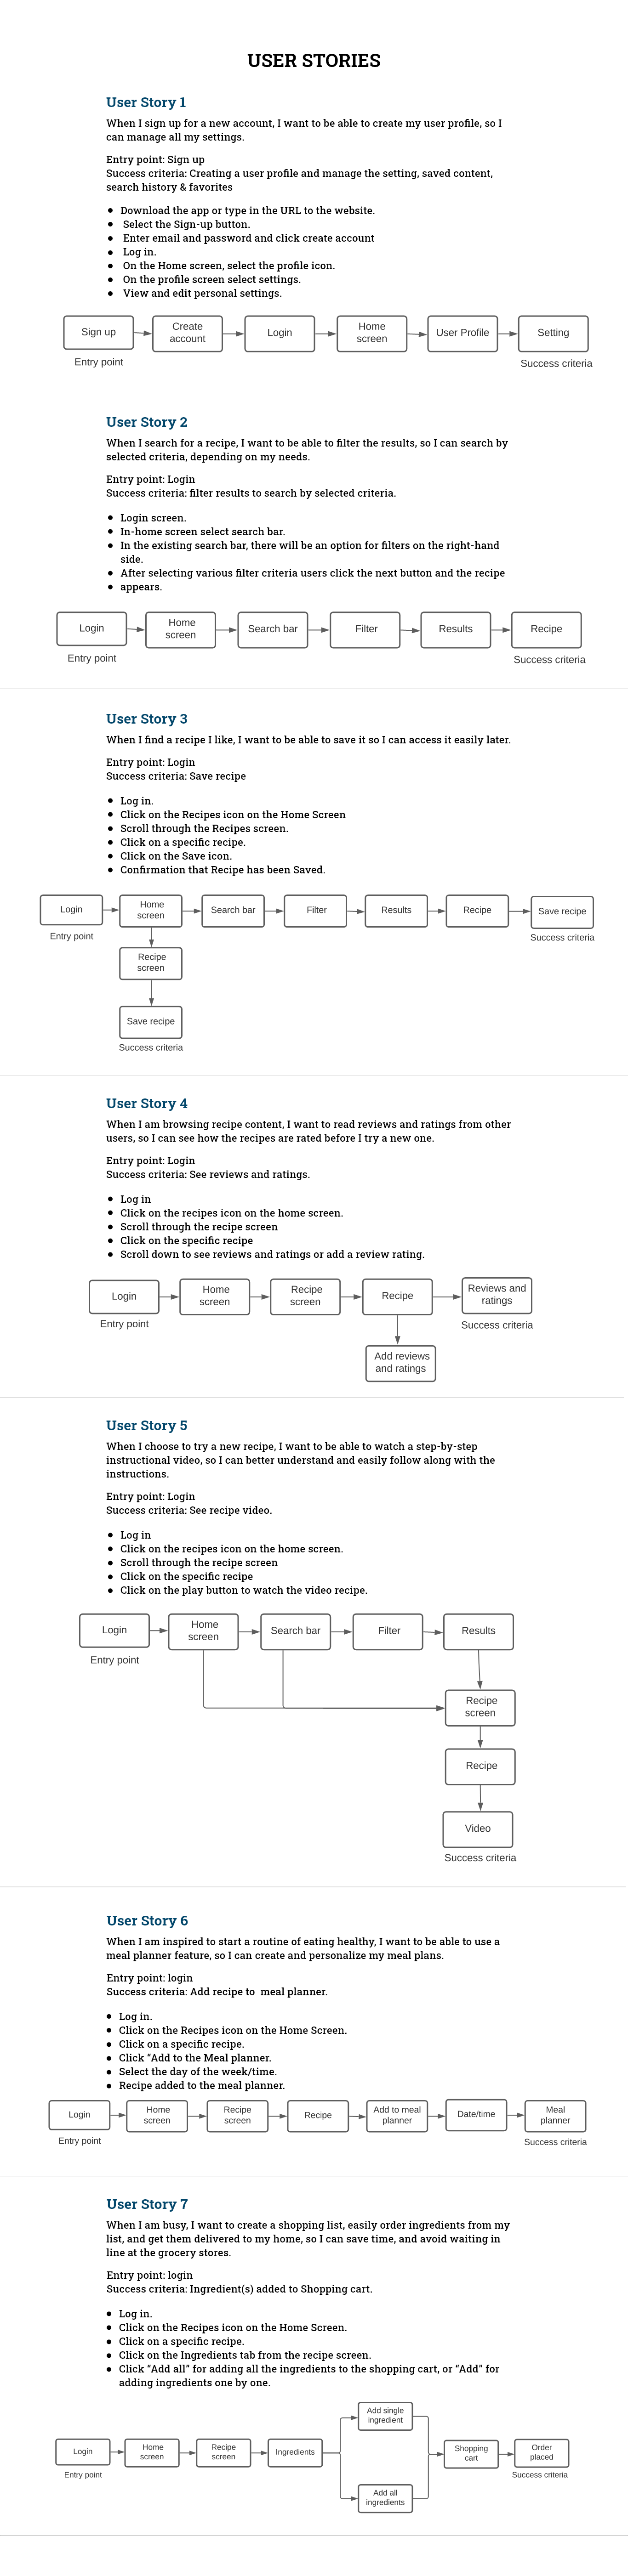 USER STORIES
User Story 1
When I sign up for a new account, I want to be able to create my user profile, so I
can manage all my settings.
Entry point: Sign up
Success criteria: Creating a user profile and manage the setting, saved content,
search history & favorites
● Download the app or type in the URL to the website.
● Select the Sign-up button.
● Enter email and password and click create account
● Log in.
● On the Home screen, select the profile icon.
● On the profile screen select settings.
● View and edit personal settings.
Sign up
Create
account
Login
Home
screen
User Profile
Setting
Entry point
Success criteria
User Story 2
When I search for a recipe, I want to be able to filter the results, so I can search by
selected criteria, depending on my needs.
Entry point: Login
Success criteria: filter results to search by selected criteria.
● Login screen.
● In-home screen select search bar.
● In the existing search bar, there will be an option for filters on the right-hand
side.
● After selecting various filter criteria users click the next button and the recipe
● appears.
Login
Home
screen
Search bar
Filter
Results
Recipe
Entry point
Success criteria
User Story 3
When I find a recipe I like, I want to be able to save it so I can access it easily later.
Entry point: Login
Success criteria: Save recipe
● Log in.
● Click on the Recipes icon on the Home Screen
● Scroll through the Recipes screen.
● Click on a specific recipe.
● Click on the Save icon.
● Confirmation that Recipe has been Saved.
Login
Home
screen
Search bar
Filter
Results
Recipe
Save recipe
Entry point
Success criteria
Recipe
screen
Save recipe
Success criteria
User Story 4
When I am browsing recipe content, I want to read reviews and ratings from other
users, so I can see how the recipes are rated before I try a new one.
Entry point: Login
Success criteria: See reviews and ratings.
● Log in
● Click on the recipes icon on the home screen.
● Scroll through the recipe screen
● Click on the specific recipe
● Scroll down to see reviews and ratings or add a review rating.
Login
Home
screen
Recipe
screen
Recipe
Reviews and
ratings
Entry point
Success criteria
Add reviews
and ratings
User Story 5
When I choose to try a new recipe, I want to be able to watch a step-by-step
instructional video, so I can better understand and easily follow along with the
instructions.
Entry point: Login
Success criteria: See recipe video.
● Log in
● Click on the recipes icon on the home screen.
● Scroll through the recipe screen
● Click on the specific recipe
● Click on the play button to watch the video recipe.
Login
Home
screen
Search bar
Filter
Results
Entry point
Recipe
screen
Recipe
Video
Success criteria
User Story 6
When I am inspired to start a routine of eating healthy, I want to be able to use a
meal planner feature, so I can create and personalize my meal plans.
Entry point: login
Success criteria: Add recipe to meal planner.
● Log in.
● Click on the Recipes icon on the Home Screen.
● Click on a specific recipe.
● Click “Add to the Meal planner.
● Select the day of the week/time.
● Recipe added to the meal planner.
Login
Home
screen
Recipe
screen
Recipe
Add to meal
planner
Date/time
Meal
planner
Entry point
Success criteria
User Story 7
When I am busy, I want to create a shopping list, easily order ingredients from my
list, and get them delivered to my home, so I can save time, and avoid waiting in
line at the grocery stores.
Entry point: login
Success criteria: Ingredient(s) added to Shopping cart.
● Log in.
● Click on the Recipes icon on the Home Screen.
● Click on a specific recipe.
● Click on the Ingredients tab from the recipe screen.
● Click “Add all” for adding all the ingredients to the shopping cart, or “Add” for
adding ingredients one by one.
Add single
ingredient
Login
Home
screen
Recipe
screen
Ingredients
Shopping
cart
Order
placed
Entry point
Success criteria
Add all
ingredients